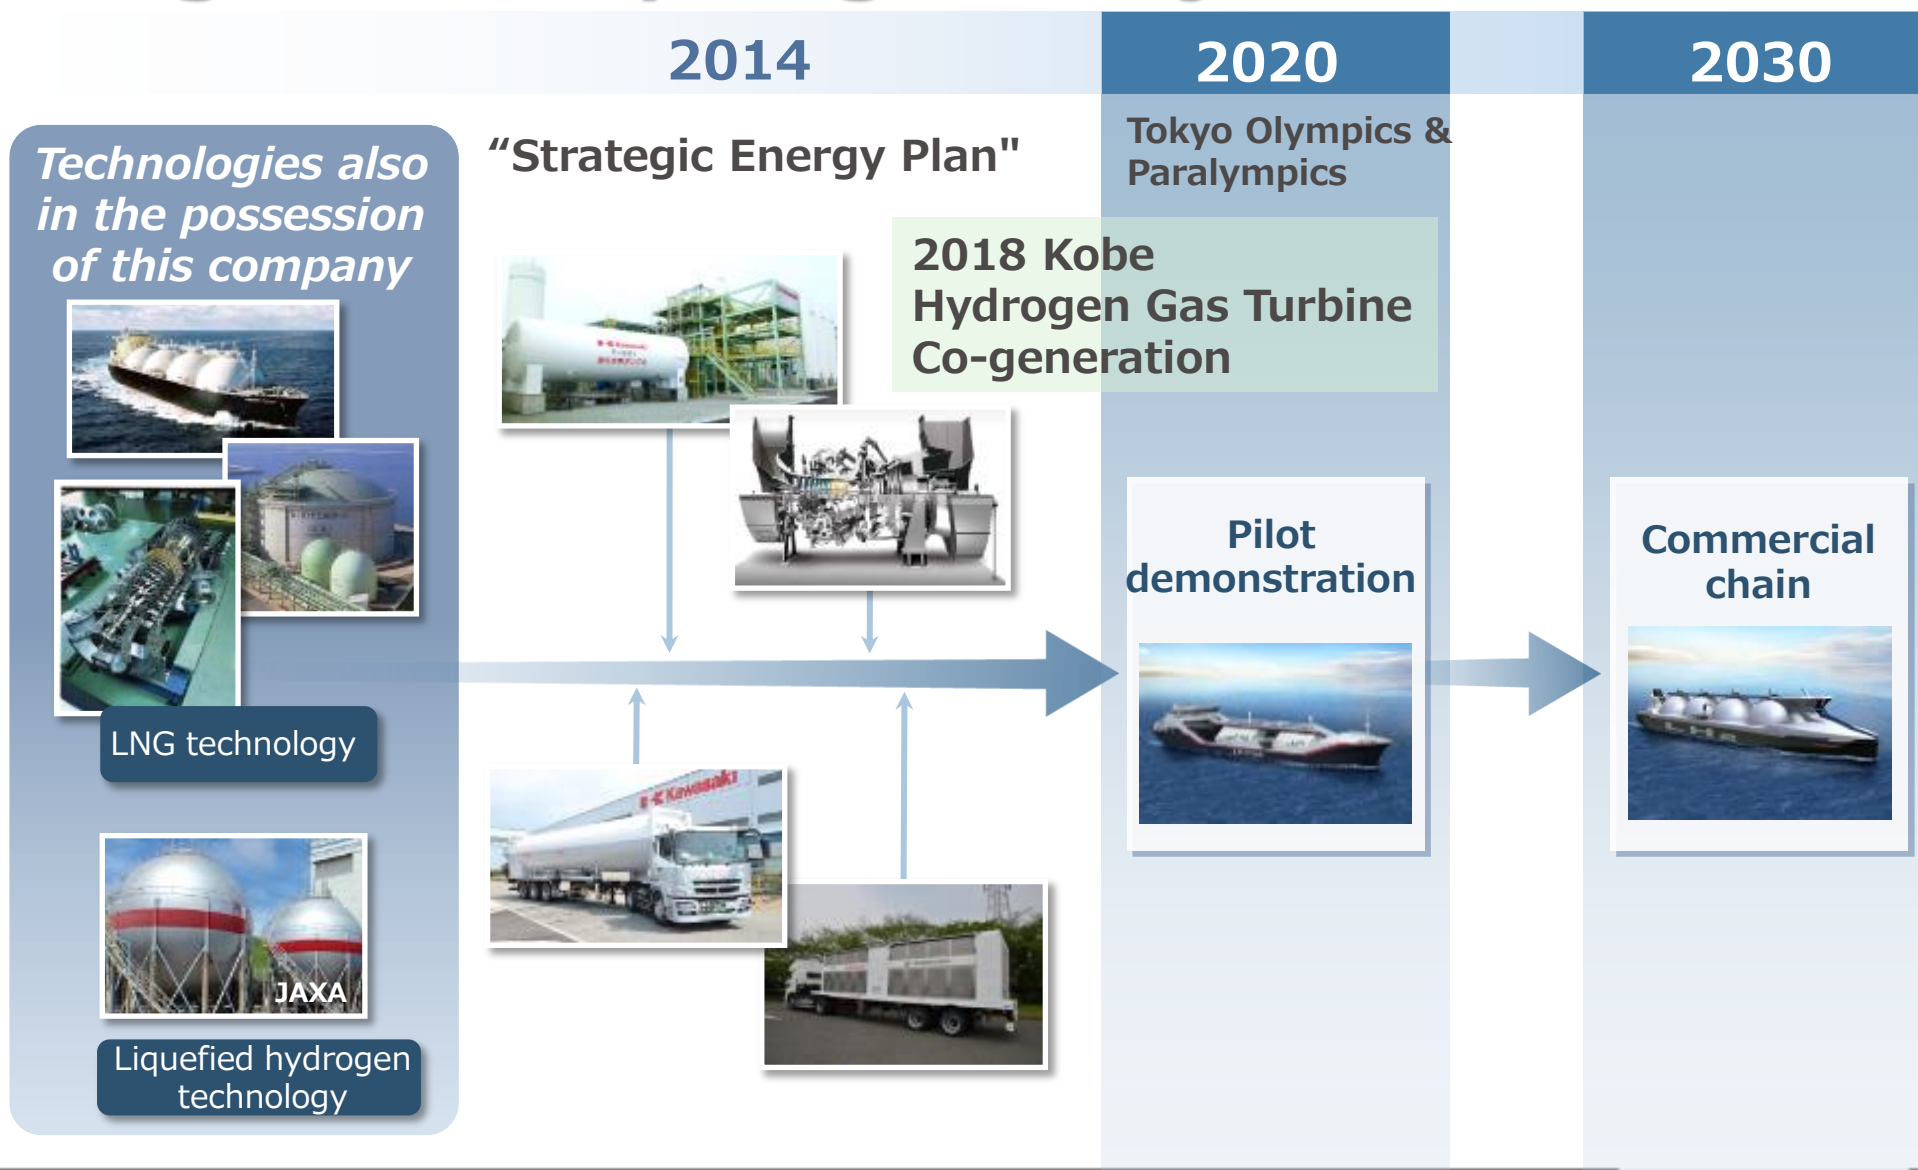 2014
2020
2030
Technologies also
in the possession
of this company
“Strategic Energy Plan"
Tokyo Olympics &
Paralympics
2018 Kobe
Hydrogen Gas Turbine
Co-generation
Kawasaki
Pilot
demonstration
Commercial
chain
LNG technology
Kawasaki
JAXA
Liquefied hydrogen
technology